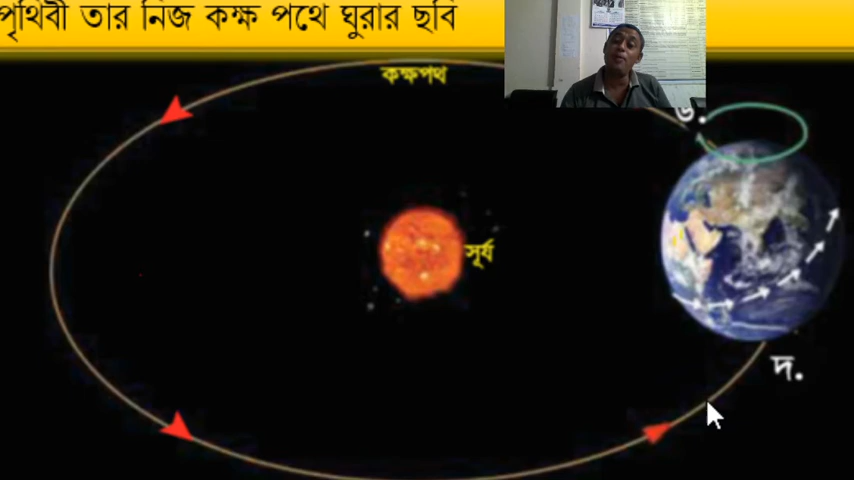 পৃথিবী তার নিজ কক্ষ পথে ঘুরার ছবি
কক্ষপথ
উ.
সূর্য
দ.